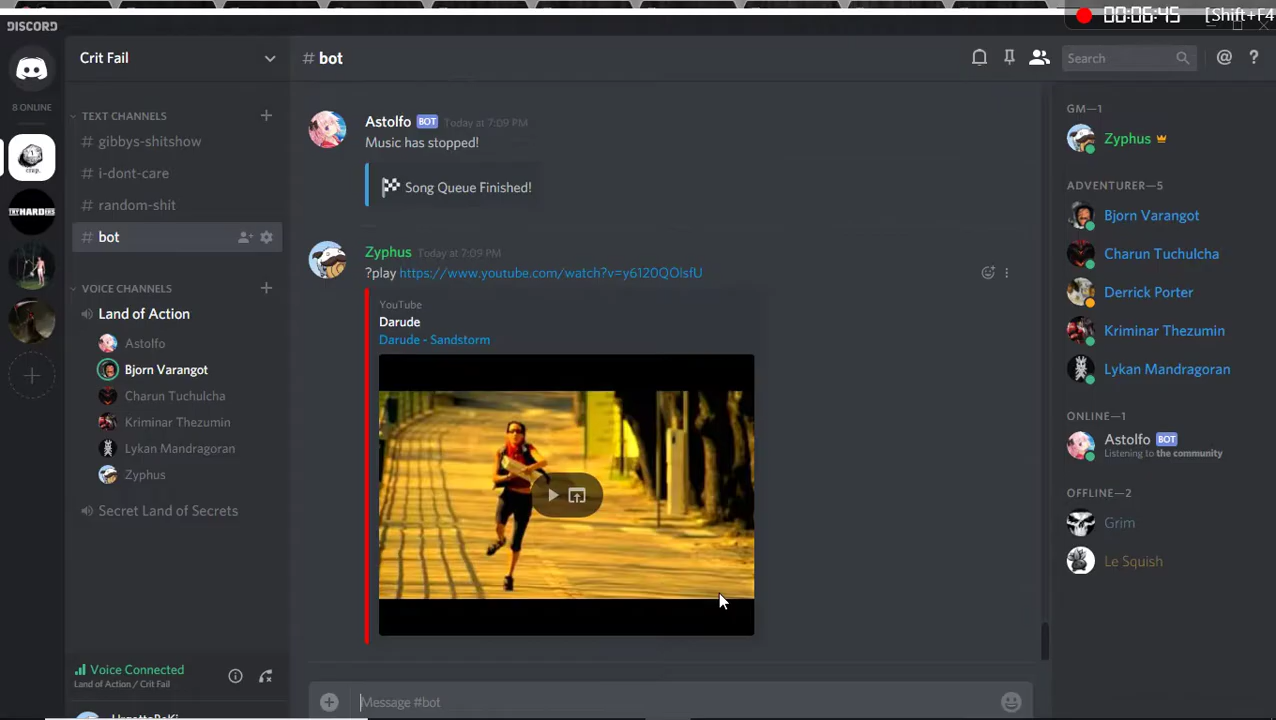 00:06:45 [Shift+F4
DISCORD
8 ONLINE
TRYHARDERS
Crit Fail
TEXT CHANNELS
# gibbys-shitshow
# i-dont-care
# random-shit
# bot
VOICE CHANNELS
Land of Action
Astolfo
Bjorn Varangot
Charun Tuchulcha
Kriminar Thezumin
Lykan Mandragoran
Zyphus
Secret Land of Secrets
Voice Connected
Land of Action / Crit Fail
# bot
Search
Astolfo BOT Today at 7:09 PM
Music has stopped!
Song Queue Finished!
Zyphus Today at 7:09 PM
?play https://www.youtube.com/watch?v=y6120QOlsfU
YouTube
Darude
Darude - Sandstorm
Message #bot
GM—1
Zyphus
ADVENTURER—5
Bjorn Varangot
Charun Tuchulcha
Derrick Porter
Kriminar Thezumin
Lykan Mandragoran
ONLINE—1
Astolfo BOT
Listening to the community
OFFLINE—2
Grim
Le Squish